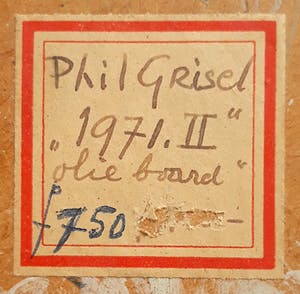 Phil Grisel
„1971.II"
„olie board"
f 750 -